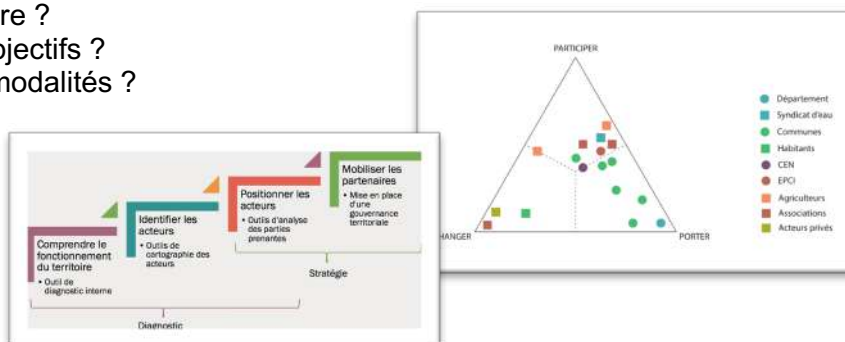 re ?
bjectifs ?
modalités ?
Comprendre le
fonctionnement
du territoire
• Outil de
diagnostic interne
Identifier les
acteurs
• Outils de
cartographie des
acteurs
Positionner les
acteurs
• Outils d'analyse
des parties
prenantes
Mobiliser les
partenaires
• Mise en place
d'une
gouvernance
territoriale
Stratégie
Diagnostic
PARTICIPER
HANGER
PORTER
Département
Syndicat d'eau
Communes
Habitants
CEN
EPCI
Agriculteurs
Associations
Acteurs privés